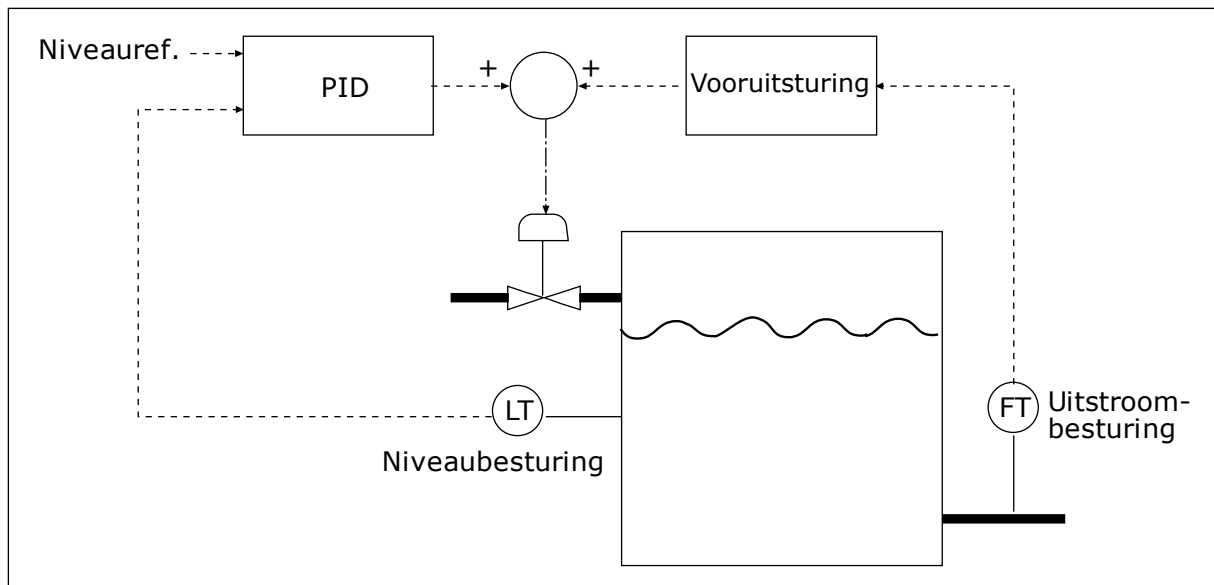 Niveauref.
PID
+
+
Vooruitsturing
LT
Niveaubesturing
FT
Uitstroom-
besturing